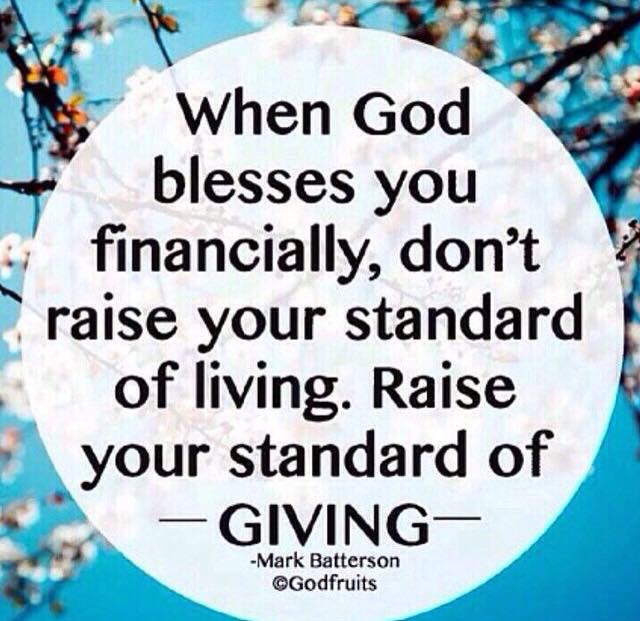 When God
blesses you
financially, don't
raise your standard
of living. Raise
your standard of
— GIVING —
-Mark Batterson
©Godfruits